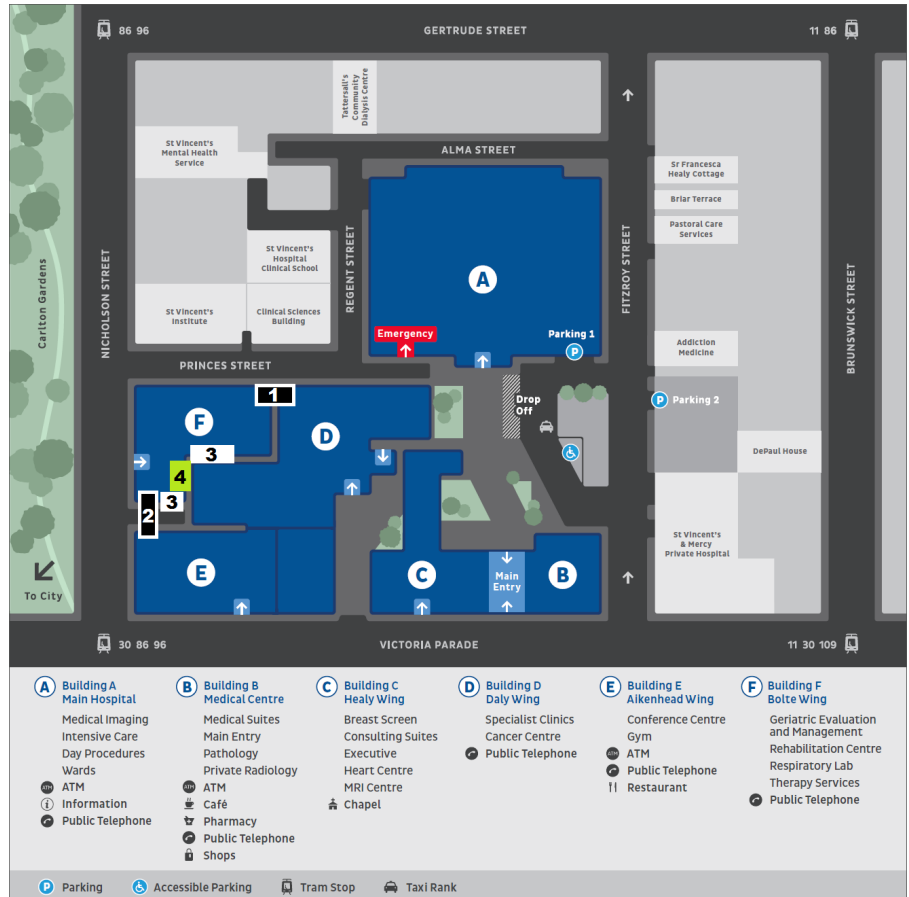 86 96
GERTRUDE STREET
11 86
Tattersall's
Community
Dialysis Centre
St Vincent's
Mental Health
Service
ALMA STREET
Sr Francesca
Healy Cottage
Briar Terrace
Pastoral Care
Services
St Vincent's
Hospital
Clinical School
St Vincent's
Institute
Clinical Sciences
Building
Carlton Gardens
NICHOLSON STREET
REGENT STREET
FITZROY STREET
BRUNSWICK STREET
A
Emergency
Parking 1
P
Addiction
Medicine
PRINCES STREET
1
F
D
Drop
Off
P Parking 2
3
4
3
2
DePaul House
St Vincent's
& Mercy
Private Hospital
E
C
Main
Entry
B
To City
30 86 96
VICTORIA PARADE
11 30 109
A Building A
Main Hospital
Medical Imaging
Intensive Care
Day Procedures
Wards
ATM ATM
i Information
Public Telephone
B Building B
Medical Centre
Medical Suites
Main Entry
Pathology
Private Radiology
ATM ATM
Café
Pharmacy
Public Telephone
Shops
C Building C
Healy Wing
Breast Screen
Consulting Suites
Executive
Heart Centre
MRI Centre
Chapel
D Building D
Daly Wing
Specialist Clinics
Cancer Centre
Public Telephone
E Building E
Aikenhead Wing
Conference Centre
Gym
ATM ATM
Public Telephone
Restaurant
F Building F
Bolte Wing
Geriatric Evaluation
and Management
Rehabilitation Centre
Respiratory Lab
Therapy Services
Public Telephone
P Parking
Accessible Parking
Tram Stop
Taxi Rank